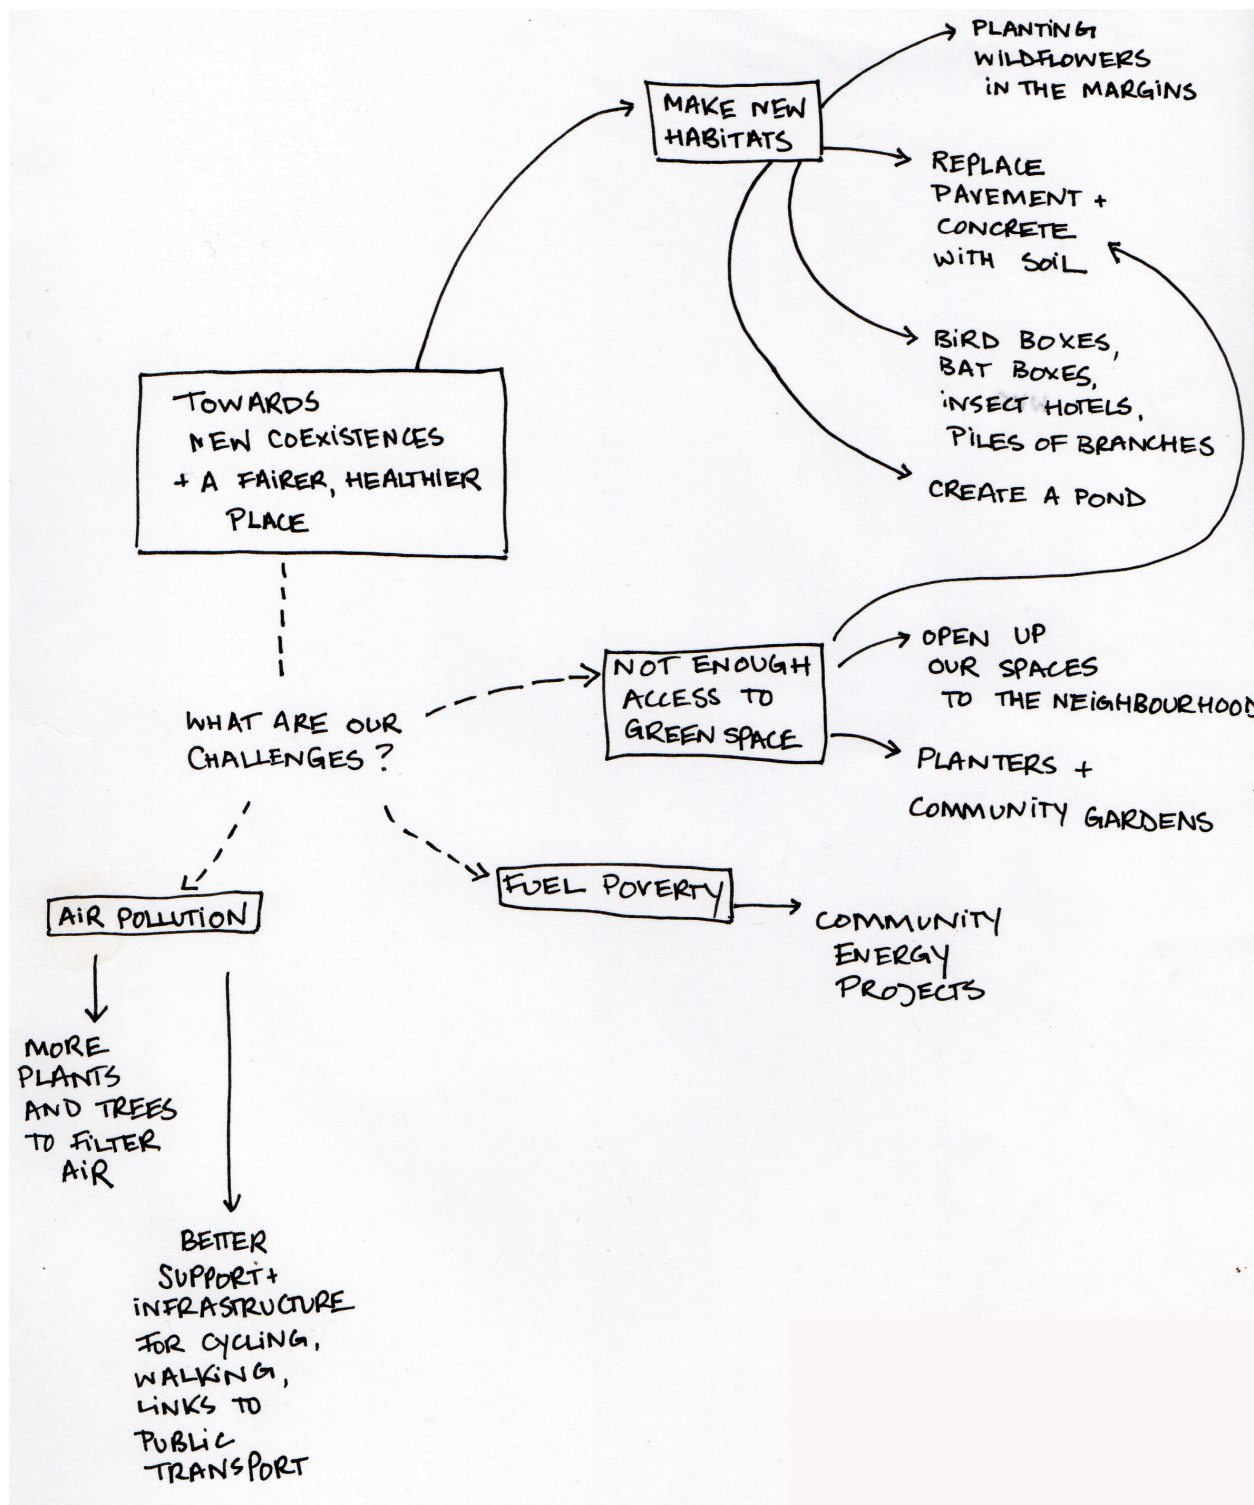 PLANTING
WILDFLOWERS
IN THE MARGINS
MAKE NEW
HABITATS
REPLACE
PAVEMENT +
CONCRETE
WITH SOIL
BIRD BOXES,
BAT BOXES,
INSECT HOTELS,
PILES OF BRANCHES
CREATE A POND
TOWARDS
NEW COEXISTENCES
+ A FAIRER, HEALTHIER
PLACE
WHAT ARE OUR
CHALLENGES?
NOT ENOUGH
ACCESS TO
GREEN SPACE
OPEN UP
OUR SPACES
TO THE NEIGHBOURHOOD
PLANTERS +
COMMUNITY GARDENS
FUEL POVERTY
COMMUNITY
ENERGY
PROJECTS
AIR POLLUTION
MORE
PLANTS
AND TREES
TO FILTER
AIR
BETTER
SUPPORT +
INFRASTRUCTURE
FOR CYCLING,
WALKING,
LINKS TO
PUBLIC
TRANSPORT